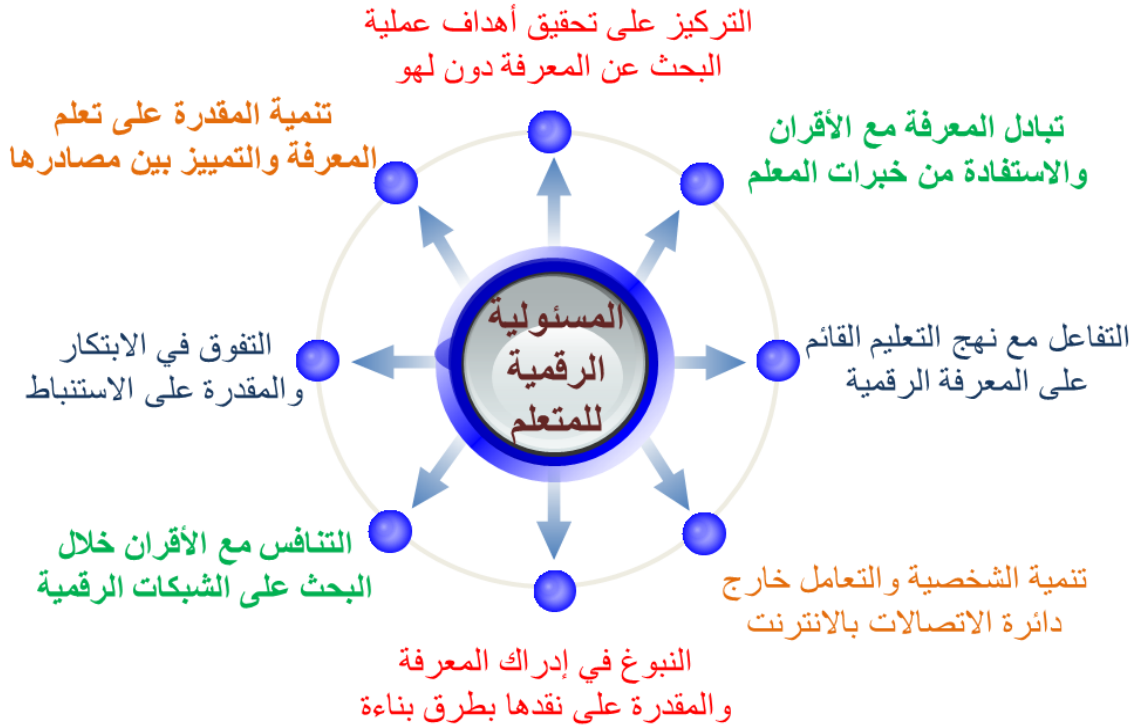 التركيز على تحقيق أهداف عملية
البحث عن المعرفة دون لهو
تبادل المعرفة مع الأقران
والاستفادة من خبرات المعلم
التفاعل مع نهج التعليم القائم
على المعرفة الرقمية
تنمية الشخصية والتعامل خارج
دائرة الاتصالات بالانترنت
النبوغ في إدراك المعرفة
والمقدرة على نقدها بطرق بناءة
التنافس مع الأقران خلال
البحث على الشبكات الرقمية
التفوق في الابتكار
والمقدرة على الاستنباط
تنمية المقدرة على تعلم
المعرفة والتمييز بين مصادرها
المسئولية
الرقمية
للمتعلم